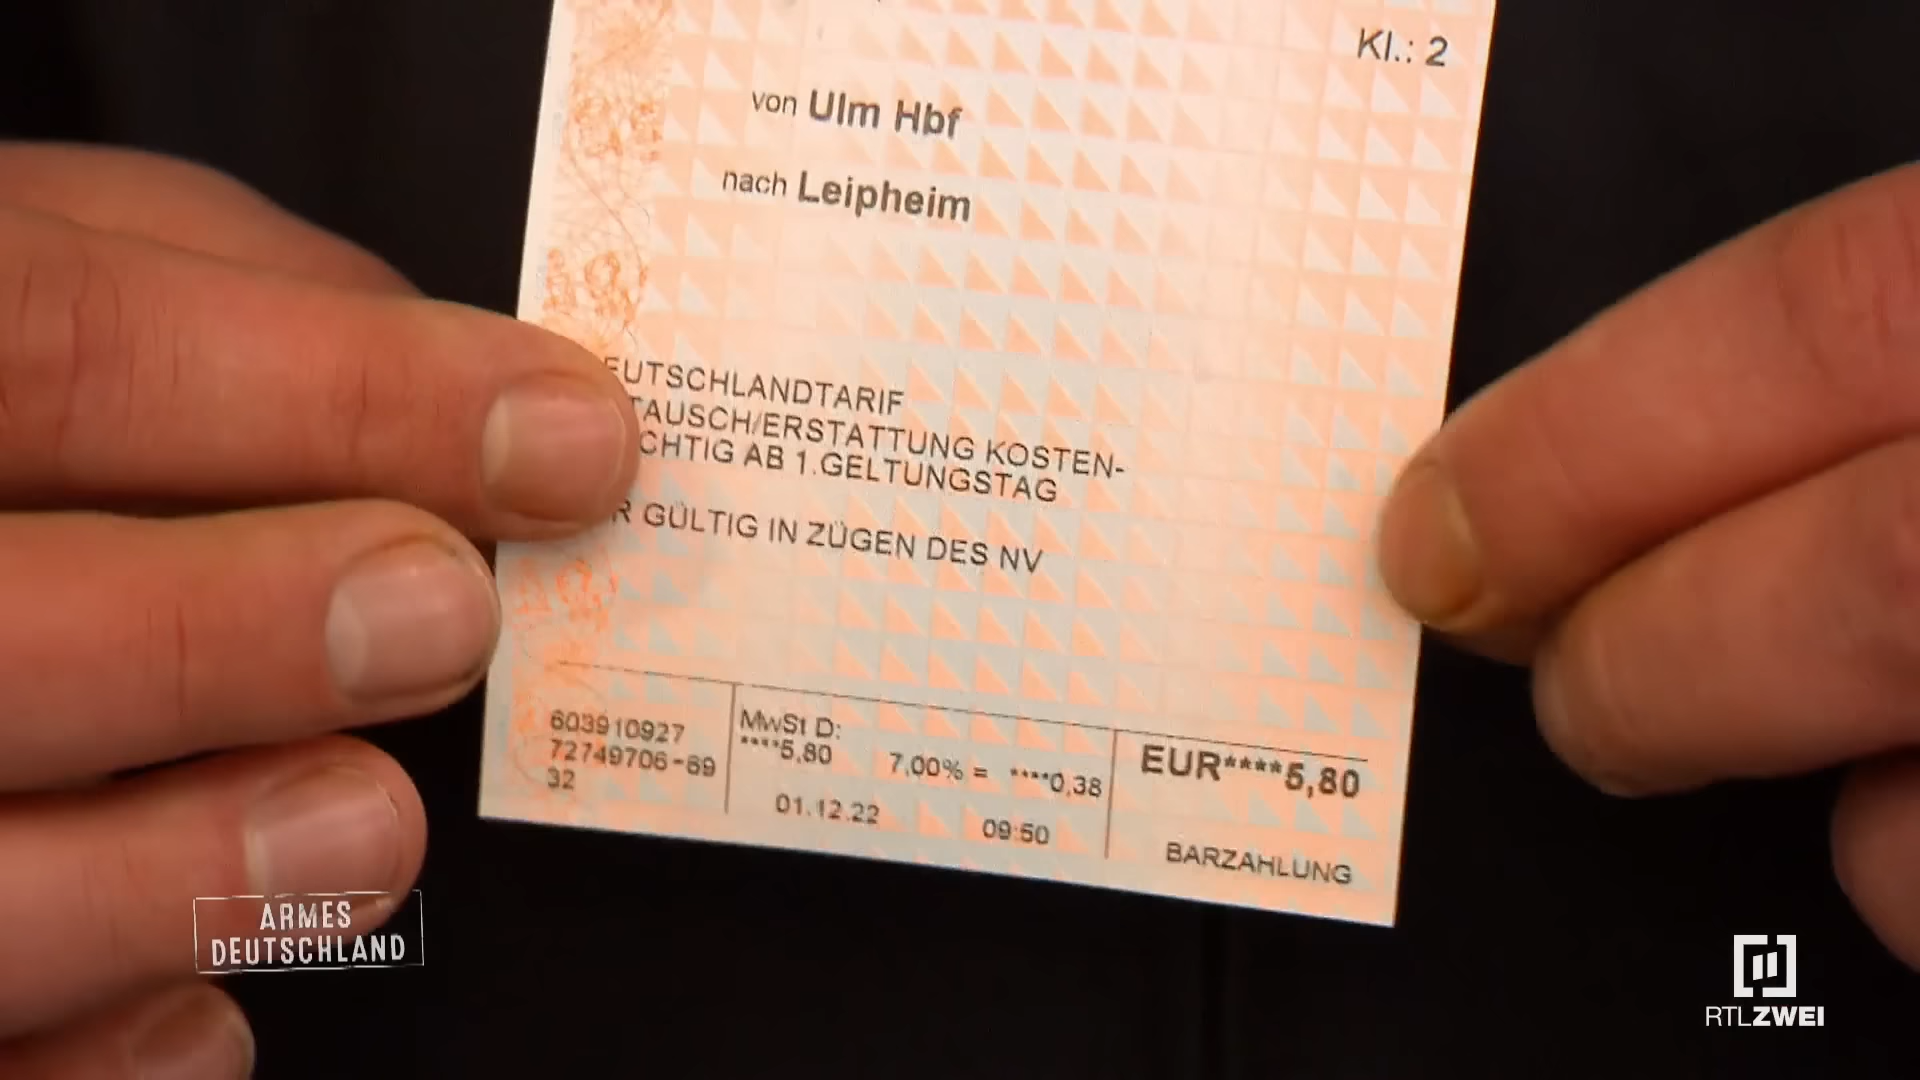 Kl.: 2
von Ulm Hbf
nach Leipheim
EUTSCHLANDTARIF
TAUSCH/ERSTATTUNG KOSTEN-
CHTIG AB 1.GELTUNGSTAG
R GÜLTIG IN ZÜGEN DES NV
603910927
72749706-69
32
MwSt D:
****5,80 7,00% = ****0,38
01.12.22 09:50
EUR****5,80
BARZAHLUNG
ARMES
DEUTSCHLAND
RTLZWEI